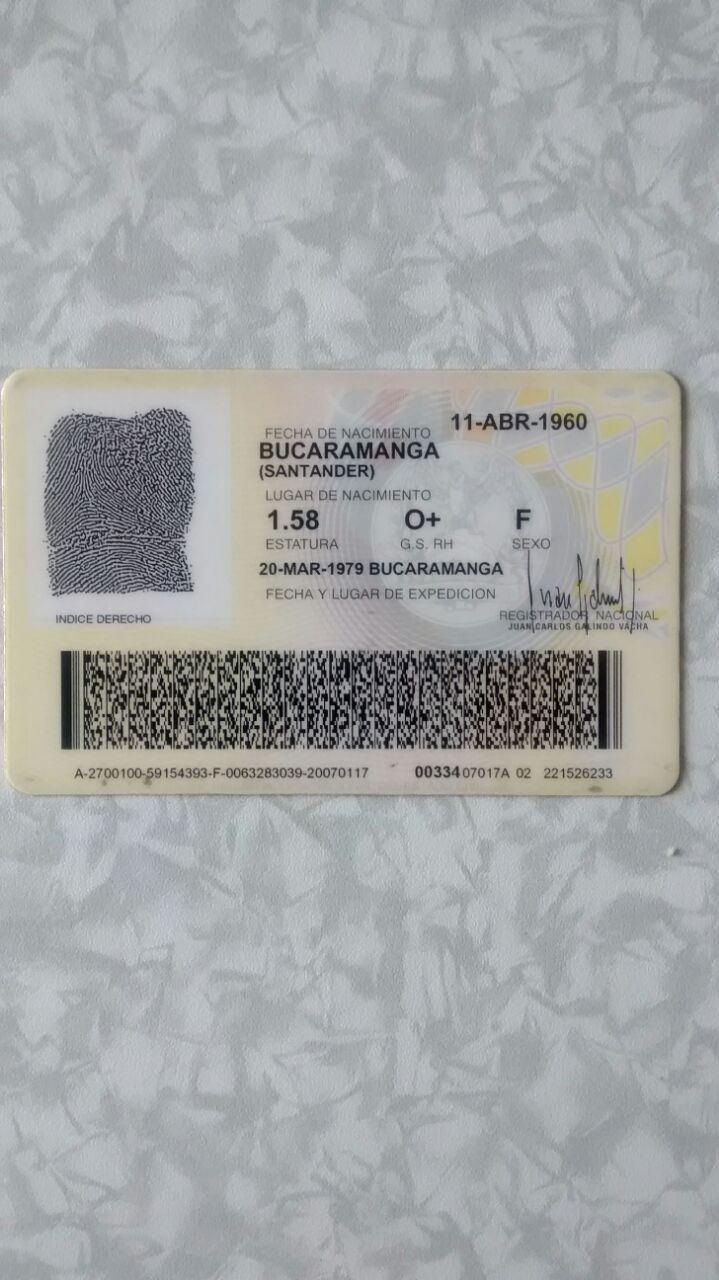 11-ABR-1960
FECHA DE NACIMIENTO
BUCARAMANGA
(SANTANDER)
LUGAR DE NACIMIENTO
1.58 O+ F
ESTATURA G.S. RH SEXO
20-MAR-1979 BUCARAMANGA
FECHA Y LUGAR DE EXPEDICION
INDICE DERECHO
REGISTRADOR NACIONAL
JUAN CARLOS GALINDO VACHA
A-2700100-59154393-F-0063283039-20070117 0033407017A 02 221526233